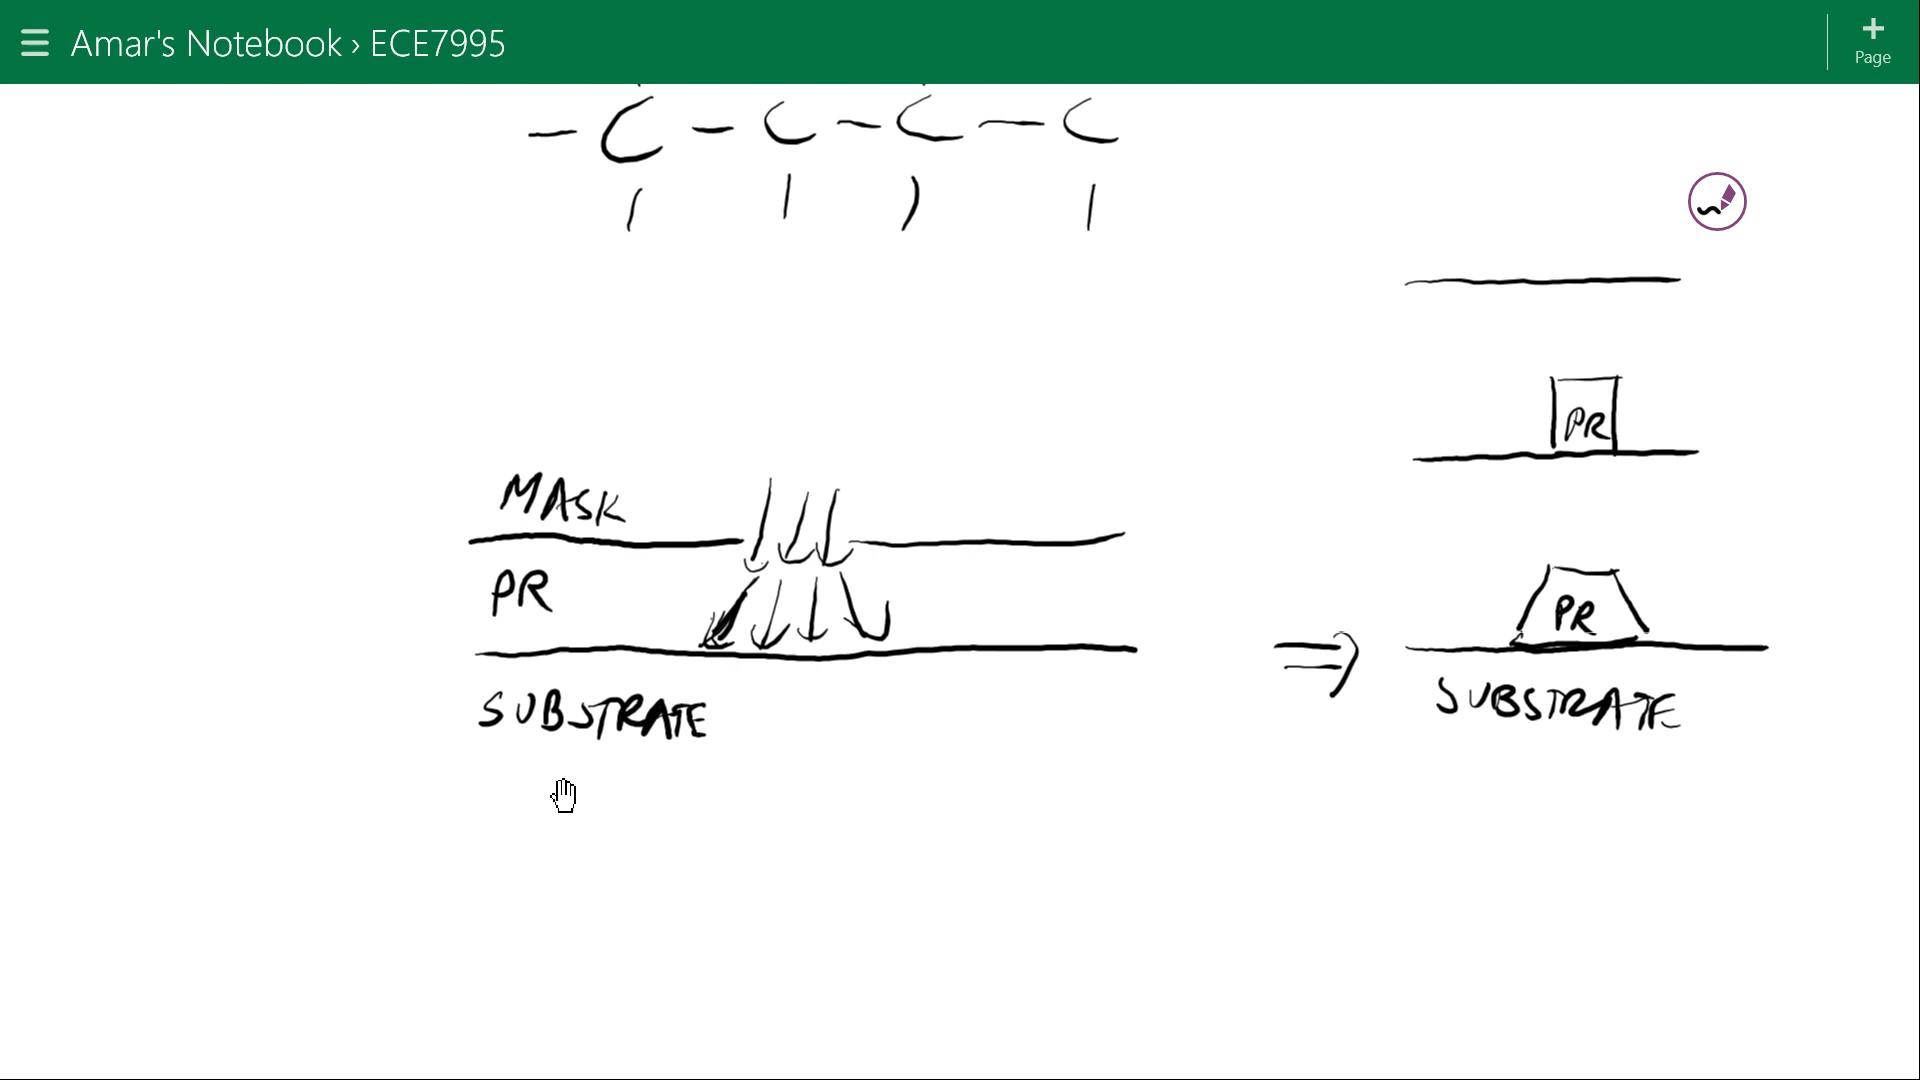 Amar's Notebook › ECE7995
Page
- C - C - C - C
PR
MASK
PR
PR
SUBSTRATE
SUBSTRATE